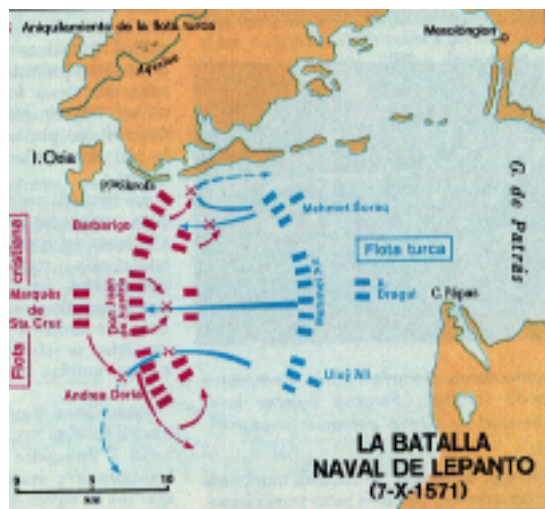 Aniquilamiento de la flota turca
Mesolongion
I. Oxia
G. de Patrás
Barbarigo
Mehmet
Flota turca
cristiana
Flota
Marqués
de
Sta. Cruz
Don Juan
de Austria
A.
Dragut
C. Pápas
Andrea Doria
Uluj Alí
LA BATALLA
NAVAL DE LEPANTO
(7-X-1571)
0 5 10
KM